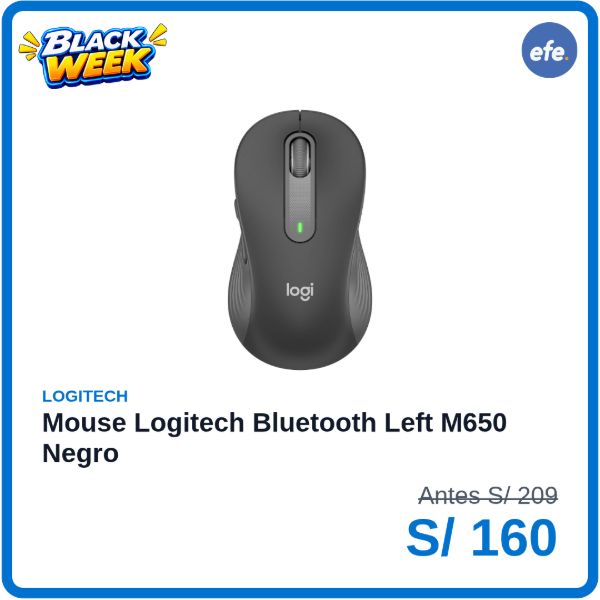 BLACK
WEEK
efe.
logi
LOGITECH
Mouse Logitech Bluetooth Left M650
Negro
Antes S/ 209
S/ 160